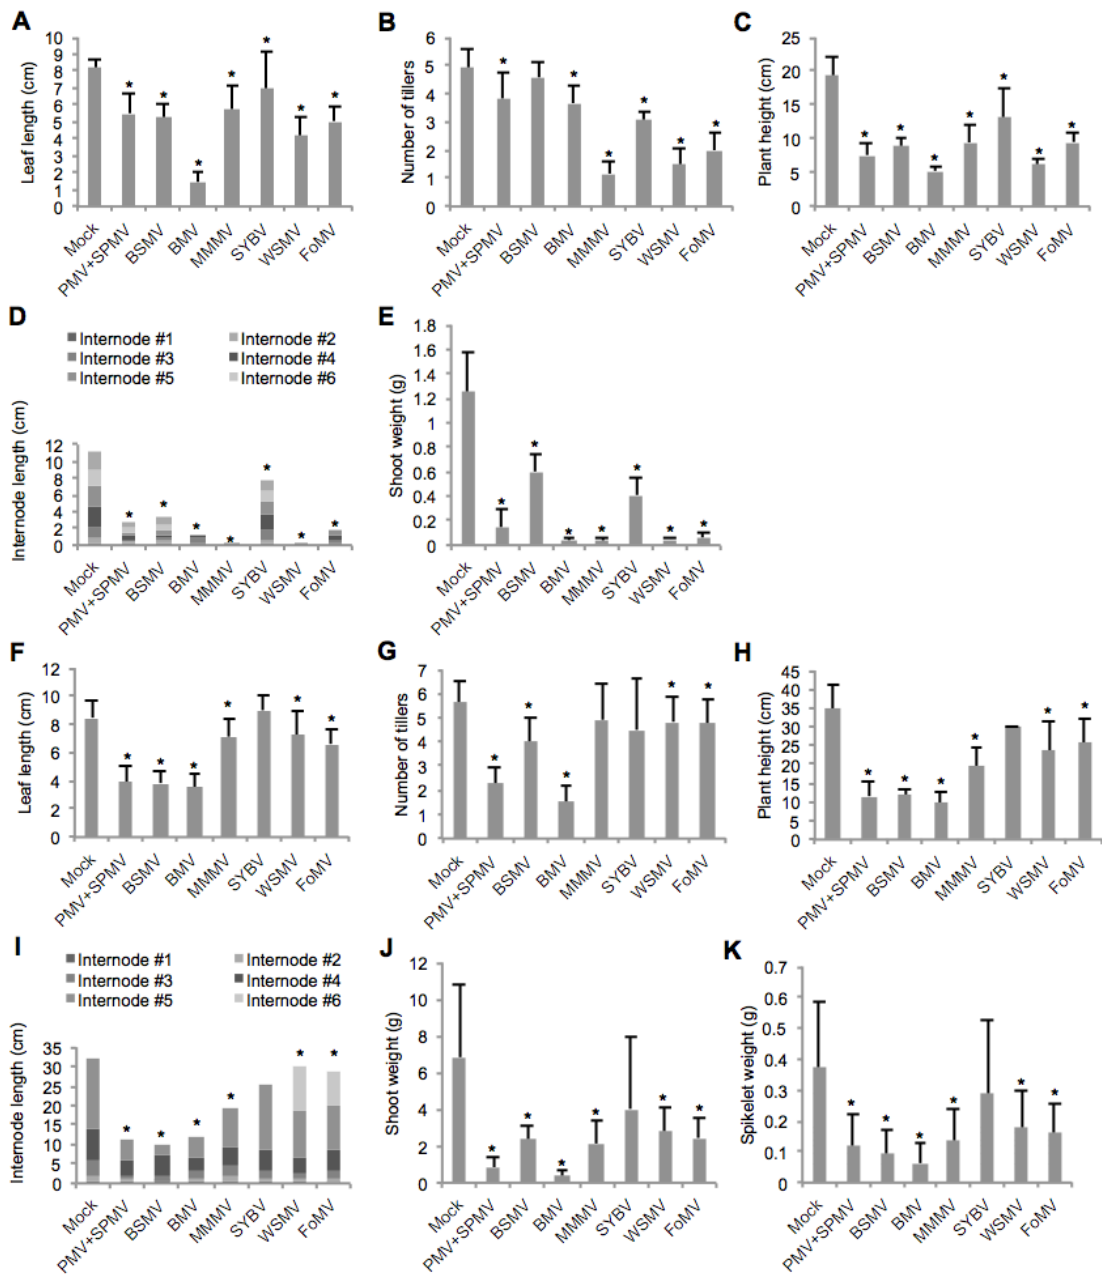 A
Leaf length (cm)
10
9
8
7
6
5
4
3
2
1
0
* * * * * * *
Mock PMV+SPMV BSMV BMV MMMV SYBV WSMV FoMV
B
Number of tillers
6
5
4
3
2
1
0
* * * * * *
Mock PMV+SPMV BSMV BMV MMMV SYBV WSMV FoMV
C
Plant height (cm)
25
20
15
10
5
0
* * * * * * *
Mock PMV+SPMV BSMV BMV MMMV SYBV WSMV FoMV
D
Internode #1 Internode #2
Internode #3 Internode #4
Internode #5 Internode #6
Internode length (cm)
12
10
8
6
4
2
0
* * * * * * *
Mock PMV+SPMV BSMV BMV MMMV SYBV WSMV FoMV
E
Shoot weight (g)
1.8
1.6
1.4
1.2
1
0.8
0.6
0.4
0.2
0
* * * * * * *
Mock PMV+SPMV BSMV BMV MMMV SYBV WSMV FoMV
F
Leaf length (cm)
12
10
8
6
4
2
0
* * * * * *
Mock PMV+SPMV BSMV BMV MMMV SYBV WSMV FoMV
G
Number of tillers
7
6
5
4
3
2
1
0
* * * * *
Mock PMV+SPMV BSMV BMV MMMV SYBV WSMV FoMV
H
Plant height (cm)
45
40
35
30
25
20
15
10
5
0
* * * * * *
Mock PMV+SPMV BSMV BMV MMMV SYBV WSMV FoMV
I
Internode #1 Internode #2
Internode #3 Internode #4
Internode #5 Internode #6
Internode length (cm)
35
30
25
20
15
10
5
0
* * * * * *
Mock PMV+SPMV BSMV BMV MMMV SYBV WSMV FoMV
J
Shoot weight (g)
12
10
8
6
4
2
0
* * * * * *
Mock PMV+SPMV BSMV BMV MMMV SYBV WSMV FoMV
K
Spikelet weight (g)
0.7
0.6
0.5
0.4
0.3
0.2
0.1
0
* * * * * *
Mock PMV+SPMV BSMV BMV MMMV SYBV WSMV FoMV